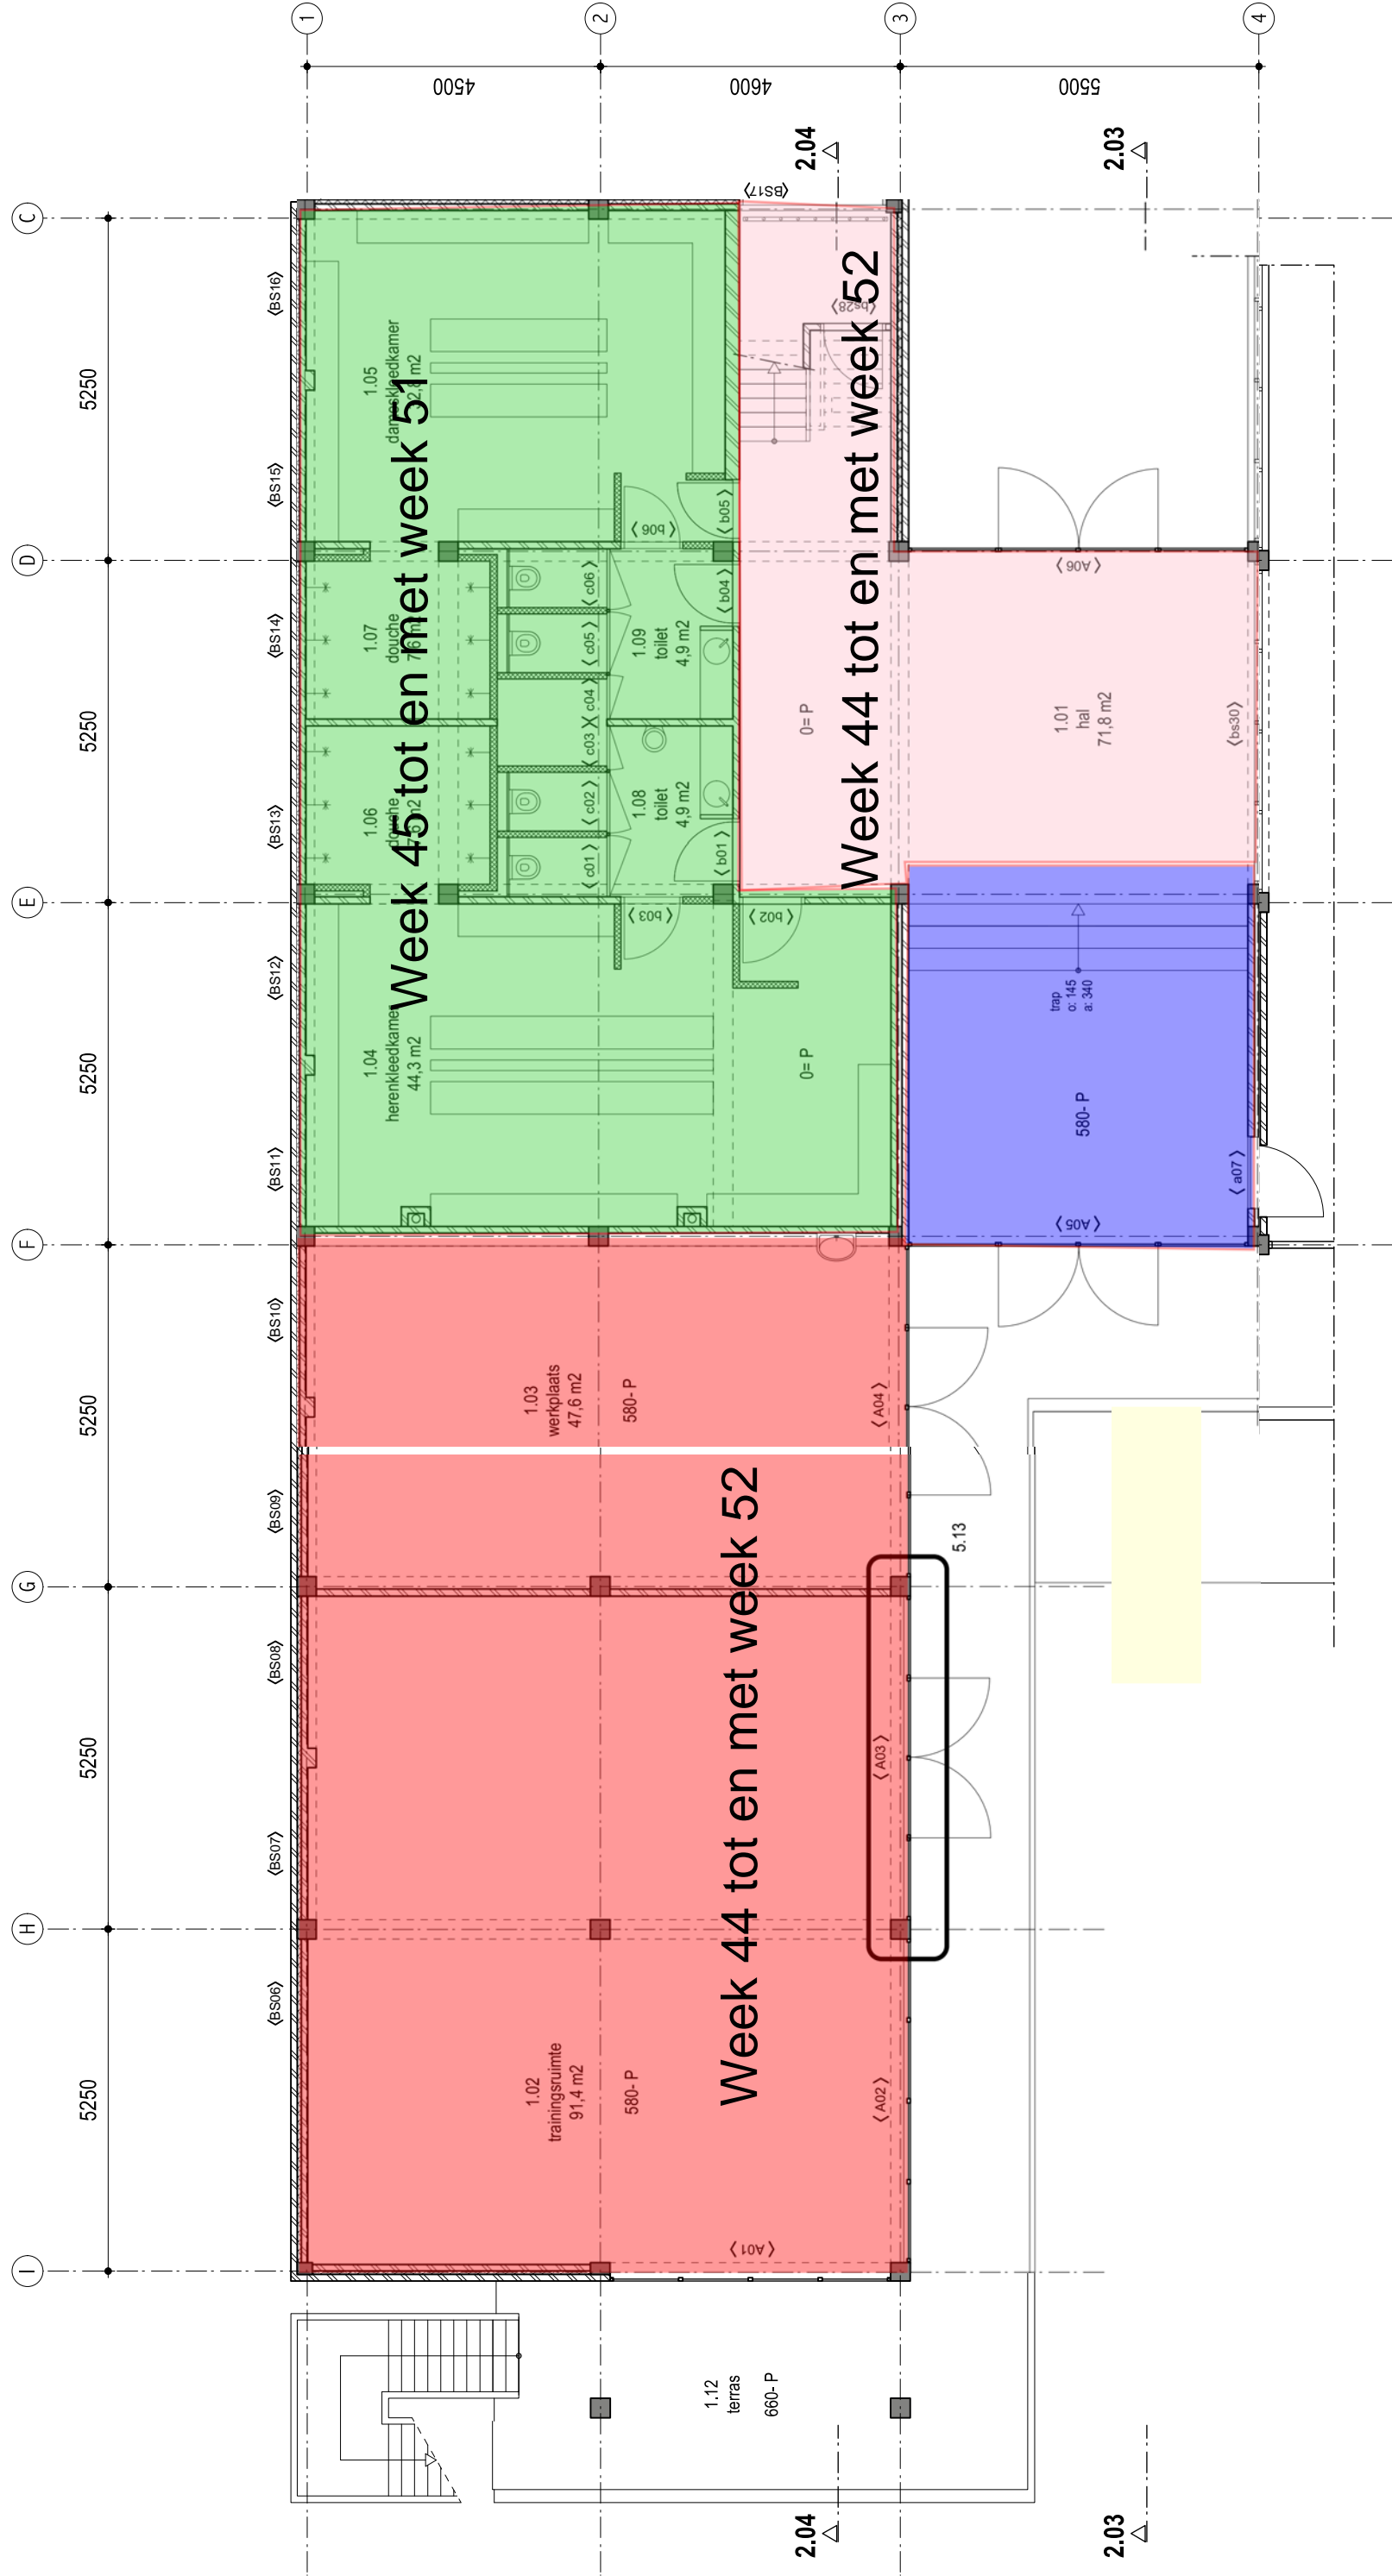 1
2
3
4
4500
4600
5500
2.04
2.03
C
D
E
F
G
H
I
5250
5250
5250
5250
5250
5250
<BS17>
<BS16>
<BS15>
<BS14>
<BS13>
<BS12>
<BS11>
<BS10>
<BS09>
<BS08>
<BS07>
<BS06>
1.05
dameskleedkamer
Week 45 tot en met week 51
Week 44 tot en met week 52
<bs28>
<b06>
<b05>
<b04>
<c06>
<c05>
<c04>
<c03>
<c02>
<c01>
<b01>
<b03>
<b02>
1.07
douche
1.06
douche
1.09
toilet
4,9 m2
1.08
toilet
4,9 m2
0= P
<A06>
1.01
hal
71,8 m2
<bs30>
1.04
herenkleedkamer
44,3 m2
0= P
trap
o: 145
a: 340
580- P
<a07>
<A05>
1.03
werkplaats
47,6 m2
580- P
<A04>
Week 44 tot en met week 52
5.13
<A03>
1.02
trainingsruimte
91,4 m2
580- P
<A02>
<A01>
1.12
terras
660- P
2.04
2.03